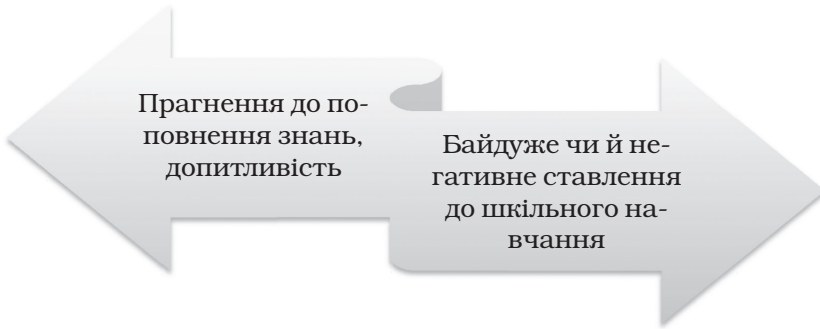 Прагнення до по-
повнення знань,
допитливість
Байдуже чи й не-
гативне ставлення
до шкільного на-
вчання